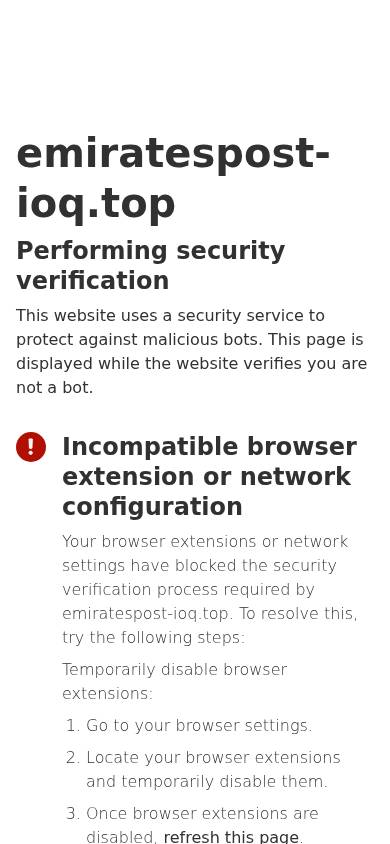 emiratespost-
ioq.top
Performing security
verification
This website uses a security service to
protect against malicious bots. This page is
displayed while the website verifies you are
not a bot.
Incompatible browser
extension or network
configuration
Your browser extensions or network
settings have blocked the security
verification process required by
emiratespost-ioq.top. To resolve this,
try the following steps:
Temporarily disable browser
extensions:
1. Go to your browser settings.
2. Locate your browser extensions
and temporarily disable them.
3. Once browser extensions are
disabled, refresh this page.